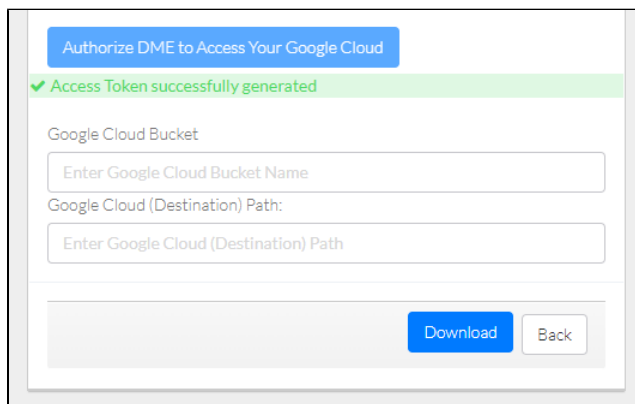 Authorize DME to Access Your Google Cloud
Access Token successfully generated
Google Cloud Bucket
Enter Google Cloud Bucket Name
Google Cloud (Destination) Path:
Enter Google Cloud (Destination) Path
Download
Back